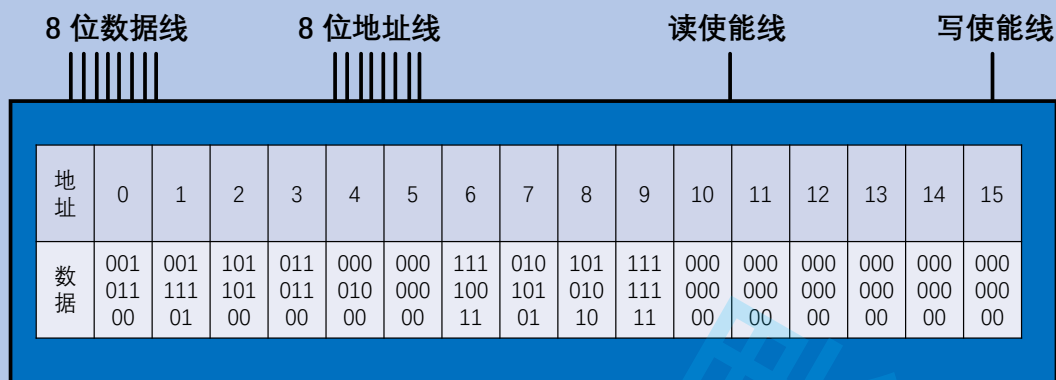 8 位数据线 8 位地址线 读使能线 写使能线
地址 0 1 2 3 4 5 6 7 8 9 10 11 12 13 14 15
数据 001 001 101 011 000 000 111 010 101 111 000 000 000 000 000 000
011 111 101 011 010 000 100 101 010 111 000 000 000 000 000 000
00 01 00 00 00 00 11 01 10 11 00 00 00 00 00 00